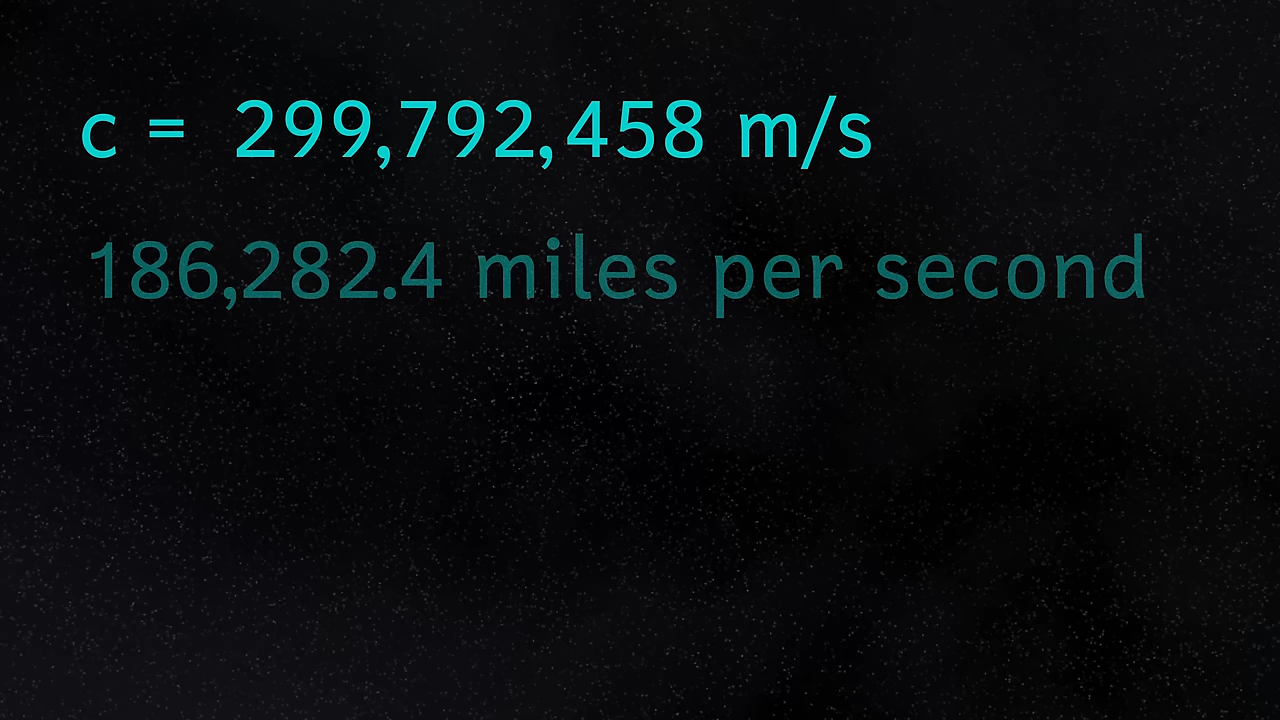 c = 299,792,458 m/s
186,282.4 miles per second